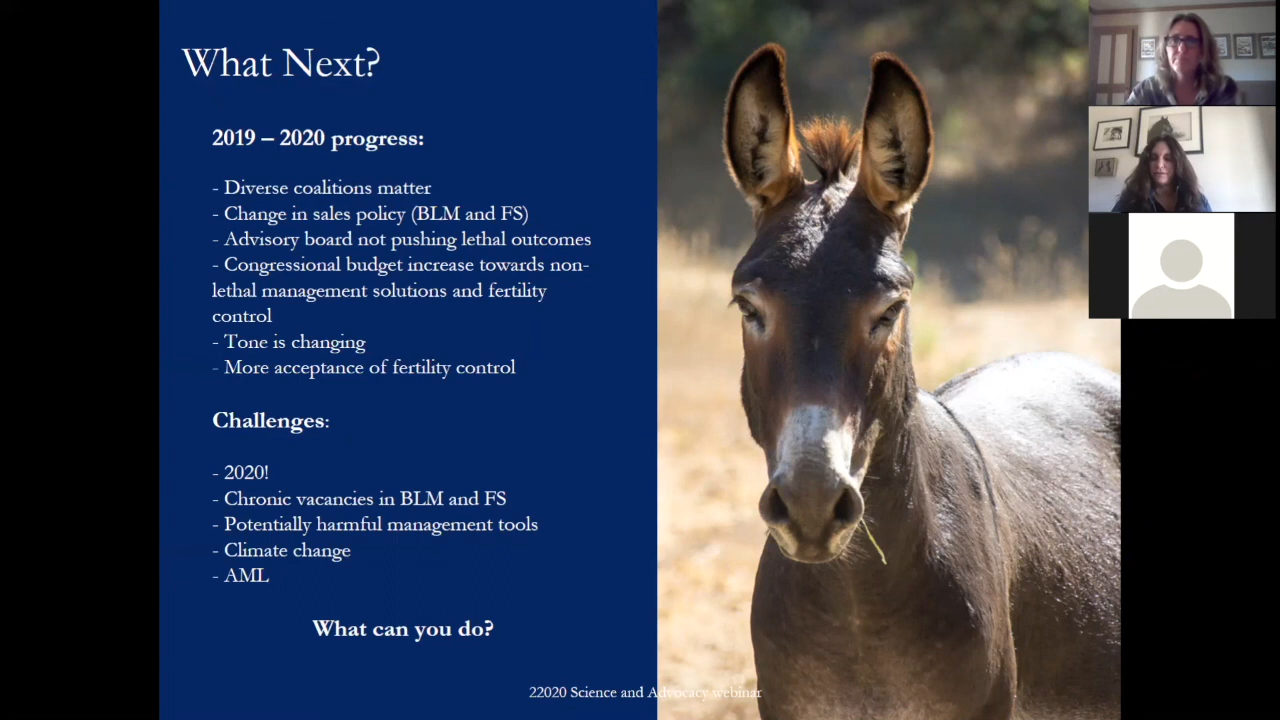 What Next?
2019 – 2020 progress:
- Diverse coalitions matter
- Change in sales policy (BLM and FS)
- Advisory board not pushing lethal outcomes
- Congressional budget increase towards non-
lethal management solutions and fertility
control
- Tone is changing
- More acceptance of fertility control
Challenges:
- 2020!
- Chronic vacancies in BLM and FS
- Potentially harmful management tools
- Climate change
- AML
What can you do?
22020 Science and Advocacy webinar